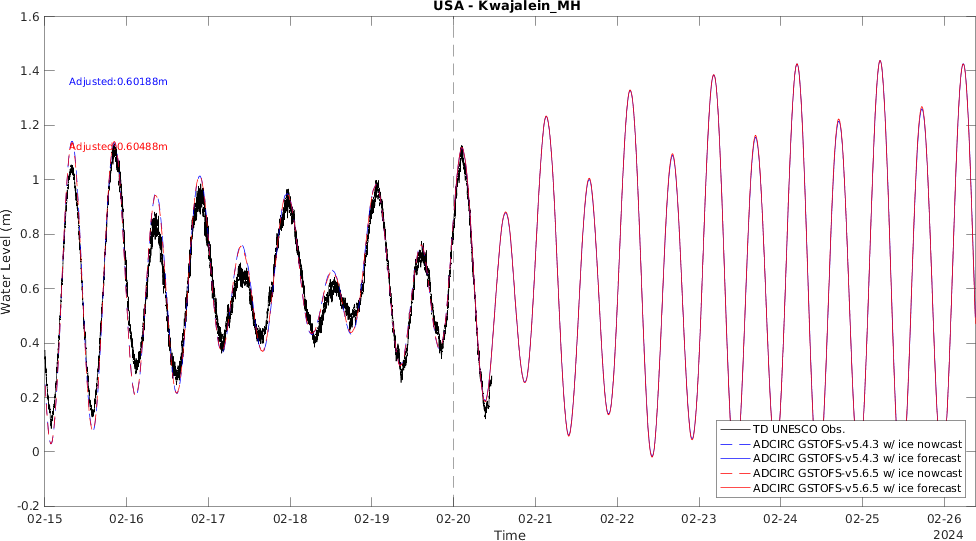 USA - Kwajalein_MH
1.6
1.4
1.2
1
0.8
0.6
0.4
0.2
0
-0.2
Water Level (m)
Adjusted:0.60188m
Adjusted:0.60488m
TD UNESCO Obs.
ADCIRC GSTOFS-v5.4.3 w/ ice nowcast
ADCIRC GSTOFS-v5.4.3 w/ ice forecast
ADCIRC GSTOFS-v5.6.5 w/ ice nowcast
ADCIRC GSTOFS-v5.6.5 w/ ice forecast
02-15 02-16 02-17 02-18 02-19 02-20 02-21 02-22 02-23 02-24 02-25 02-26
Time
2024